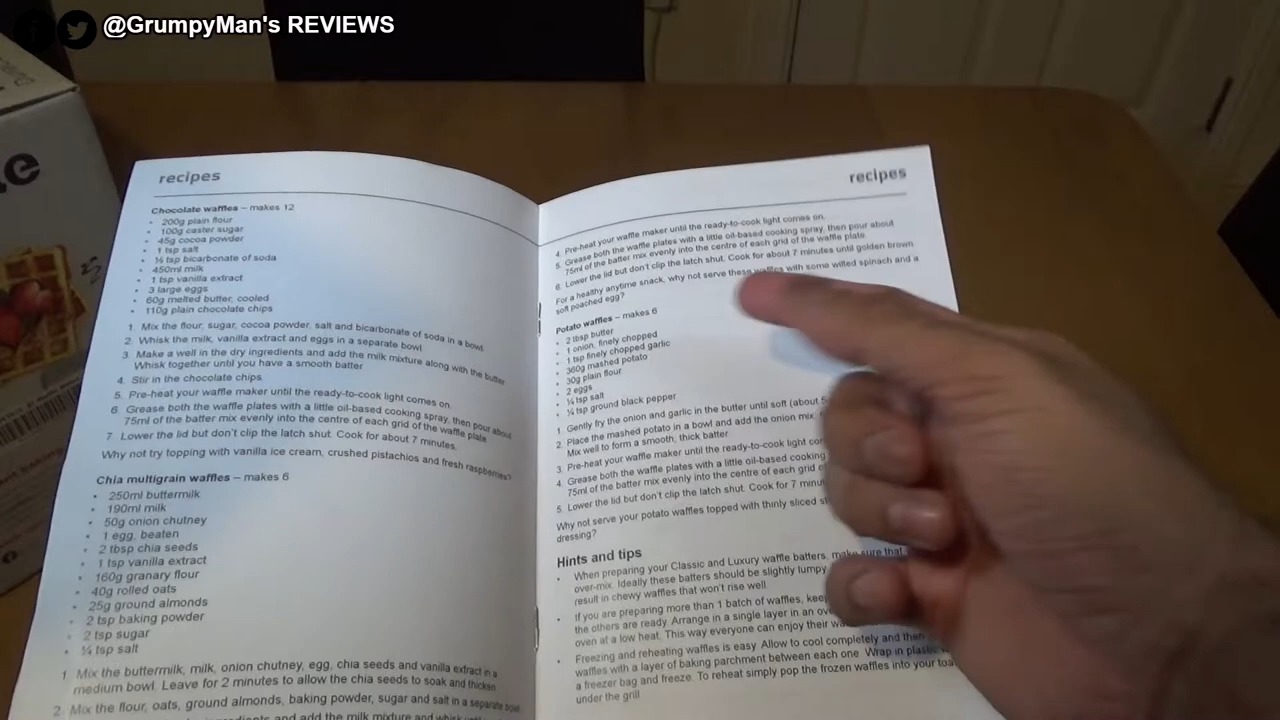 @GrumpyMan's REVIEWS
recipes
Chocolate waffles – makes 12
• 200g plain flour
• 100g caster sugar
• 45g cocoa powder
• 1 tsp salt
• ½ tsp bicarbonate of soda
• 450ml milk
• 1 tsp vanilla extract
• 3 large eggs
• 60g melted butter, cooled
• 110g plain chocolate chips
1. Mix the flour, sugar, cocoa powder, salt and bicarbonate of soda in a bowl.
2. Whisk the milk, vanilla extract and eggs in a separate bowl.
3. Make a well in the dry ingredients and add the milk mixture along with the butter
Whisk together until you have a smooth batter
4. Stir in the chocolate chips
5. Pre-heat your waffle maker until the ready-to-cook light comes on.
6. Grease both the waffle plates with a little oil-based cooking spray, then pour about
75ml of the batter mix evenly into the centre of each grid of the waffle plate
7. Lower the lid but don't clip the latch shut. Cook for about 7 minutes.
Why not try topping with vanilla ice cream, crushed pistachios and fresh raspberries?
Chia multigrain waffles – makes 6
• 250ml buttermilk
• 190ml milk
• 50g onion chutney
• 1 egg, beaten
• 2 tbsp chia seeds
• 1 tsp vanilla extract
• 160g granary flour
• 40g rolled oats
• 25g ground almonds
• 2 tsp baking powder
• 2 tsp sugar
• ¼ tsp salt
1 Mix the buttermilk, milk, onion chutney, egg, chia seeds and vanilla extract in a
medium bowl. Leave for 2 minutes to allow the chia seeds to soak and thicken
2 Mix the flour, oats, ground almonds, baking powder, sugar and salt in a separate bowl
ingredients and add the milk mixture and whisk until
recipes
4. Pre-heat your waffle maker until the ready-to-cook light comes on.
5. Grease both the waffle plates with a little oil-based cooking spray, then pour about
75ml of the batter mix evenly into the centre of each grid of the waffle plate
6. Lower the lid but don't clip the latch shut. Cook for about 7 minutes until golden brown
For a healthy anytime snack, why not serve these waffles with some wilted spinach and a
soft poached egg?
Potato waffles – makes 6
• 2 tbsp butter
• 1 onion, finely chopped
• 1 tsp finely chopped garlic
• 360g mashed potato
• 30g plain flour
• 2 eggs
• ¼ tsp salt
• ¼ tsp ground black pepper
1. Gently fry the onion and garlic in the butter until soft (about 5
2. Place the mashed potato in a bowl and add the onion mix,
Mix well to form a smooth, thick batter
3. Pre-heat your waffle maker until the ready-to-cook light
4. Grease both the waffle plates with a little oil-based cooking
75ml of the batter mix evenly into the centre of each grid
5. Lower the lid but don't clip the latch shut. Cook for 7
Why not serve your potato waffles topped with thinly sliced
dressing?
Hints and tips
• When preparing your Classic and Luxury waffle batters, make sure that
over-mix. Ideally these batters should be slightly lumpy
result in chewy waffles that won't rise well
• If you are preparing more than 1 batch of waffles,
the others are ready. Arrange in a single layer in an
oven at a low heat. This way everyone can enjoy their
• Freezing and reheating waffles is easy. Allow to cool completely and then
waffles with a layer of baking parchment between each one. Wrap in
a freezer bag and freeze. To reheat simply pop the frozen waffles into your
under the grill